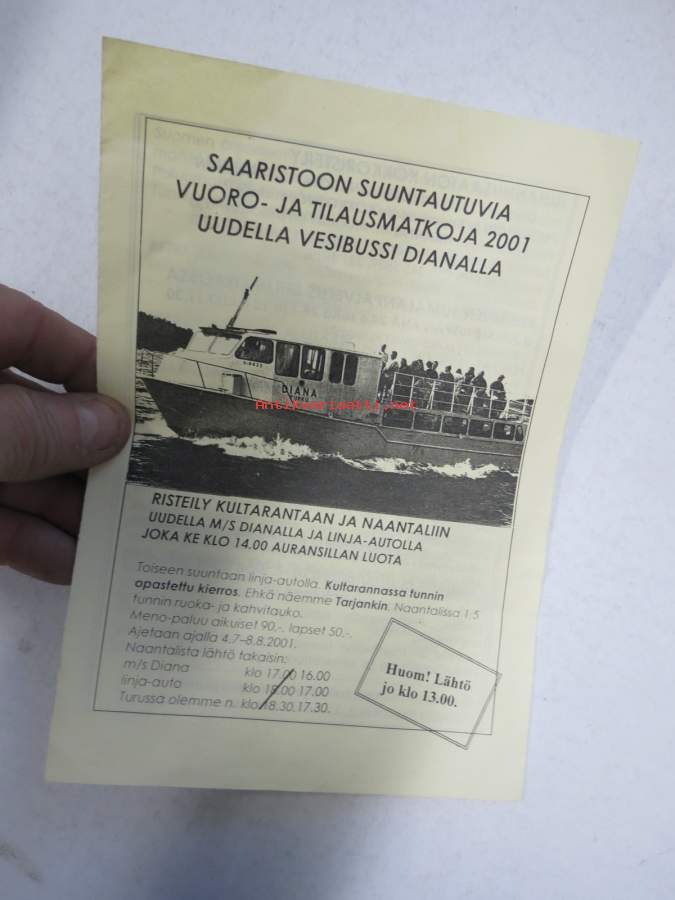 SAARISTOON SUUNTAUTUVIA
VUORO- JA TILAUSMATKOJA 2001
UUDELLA VESIBUSSI DIANALLA
DIANA
Antikvariaatti.net
RISTEILY KULTARANTAAN JA NAANTALIIN
UUDELLA M/S DIANALLA JA LINJA-AUTOLLA
JOKA KE KLO 14.00 AURANSILLAN LUOTA
Toiseen suuntaan linja-autolla. Kultarannassa tunnin
opastettu kierros. Ehkä näemme Tarjankin. Naantalissa 1.5
tunnin ruoka- ja kahvitauko.
Meno-paluu aikuiset 90,-. lapset 50,-.
Ajetaan ajalla 4.7–8.8.2001.
Naantalista lähtö takaisin:
m/s Diana klo 17.00 16.00
linja-auto klo 18.00 17.00
Turussa olemme n. klo 18.30.17.30.
Huom! Lähtö
jo klo 13.00.